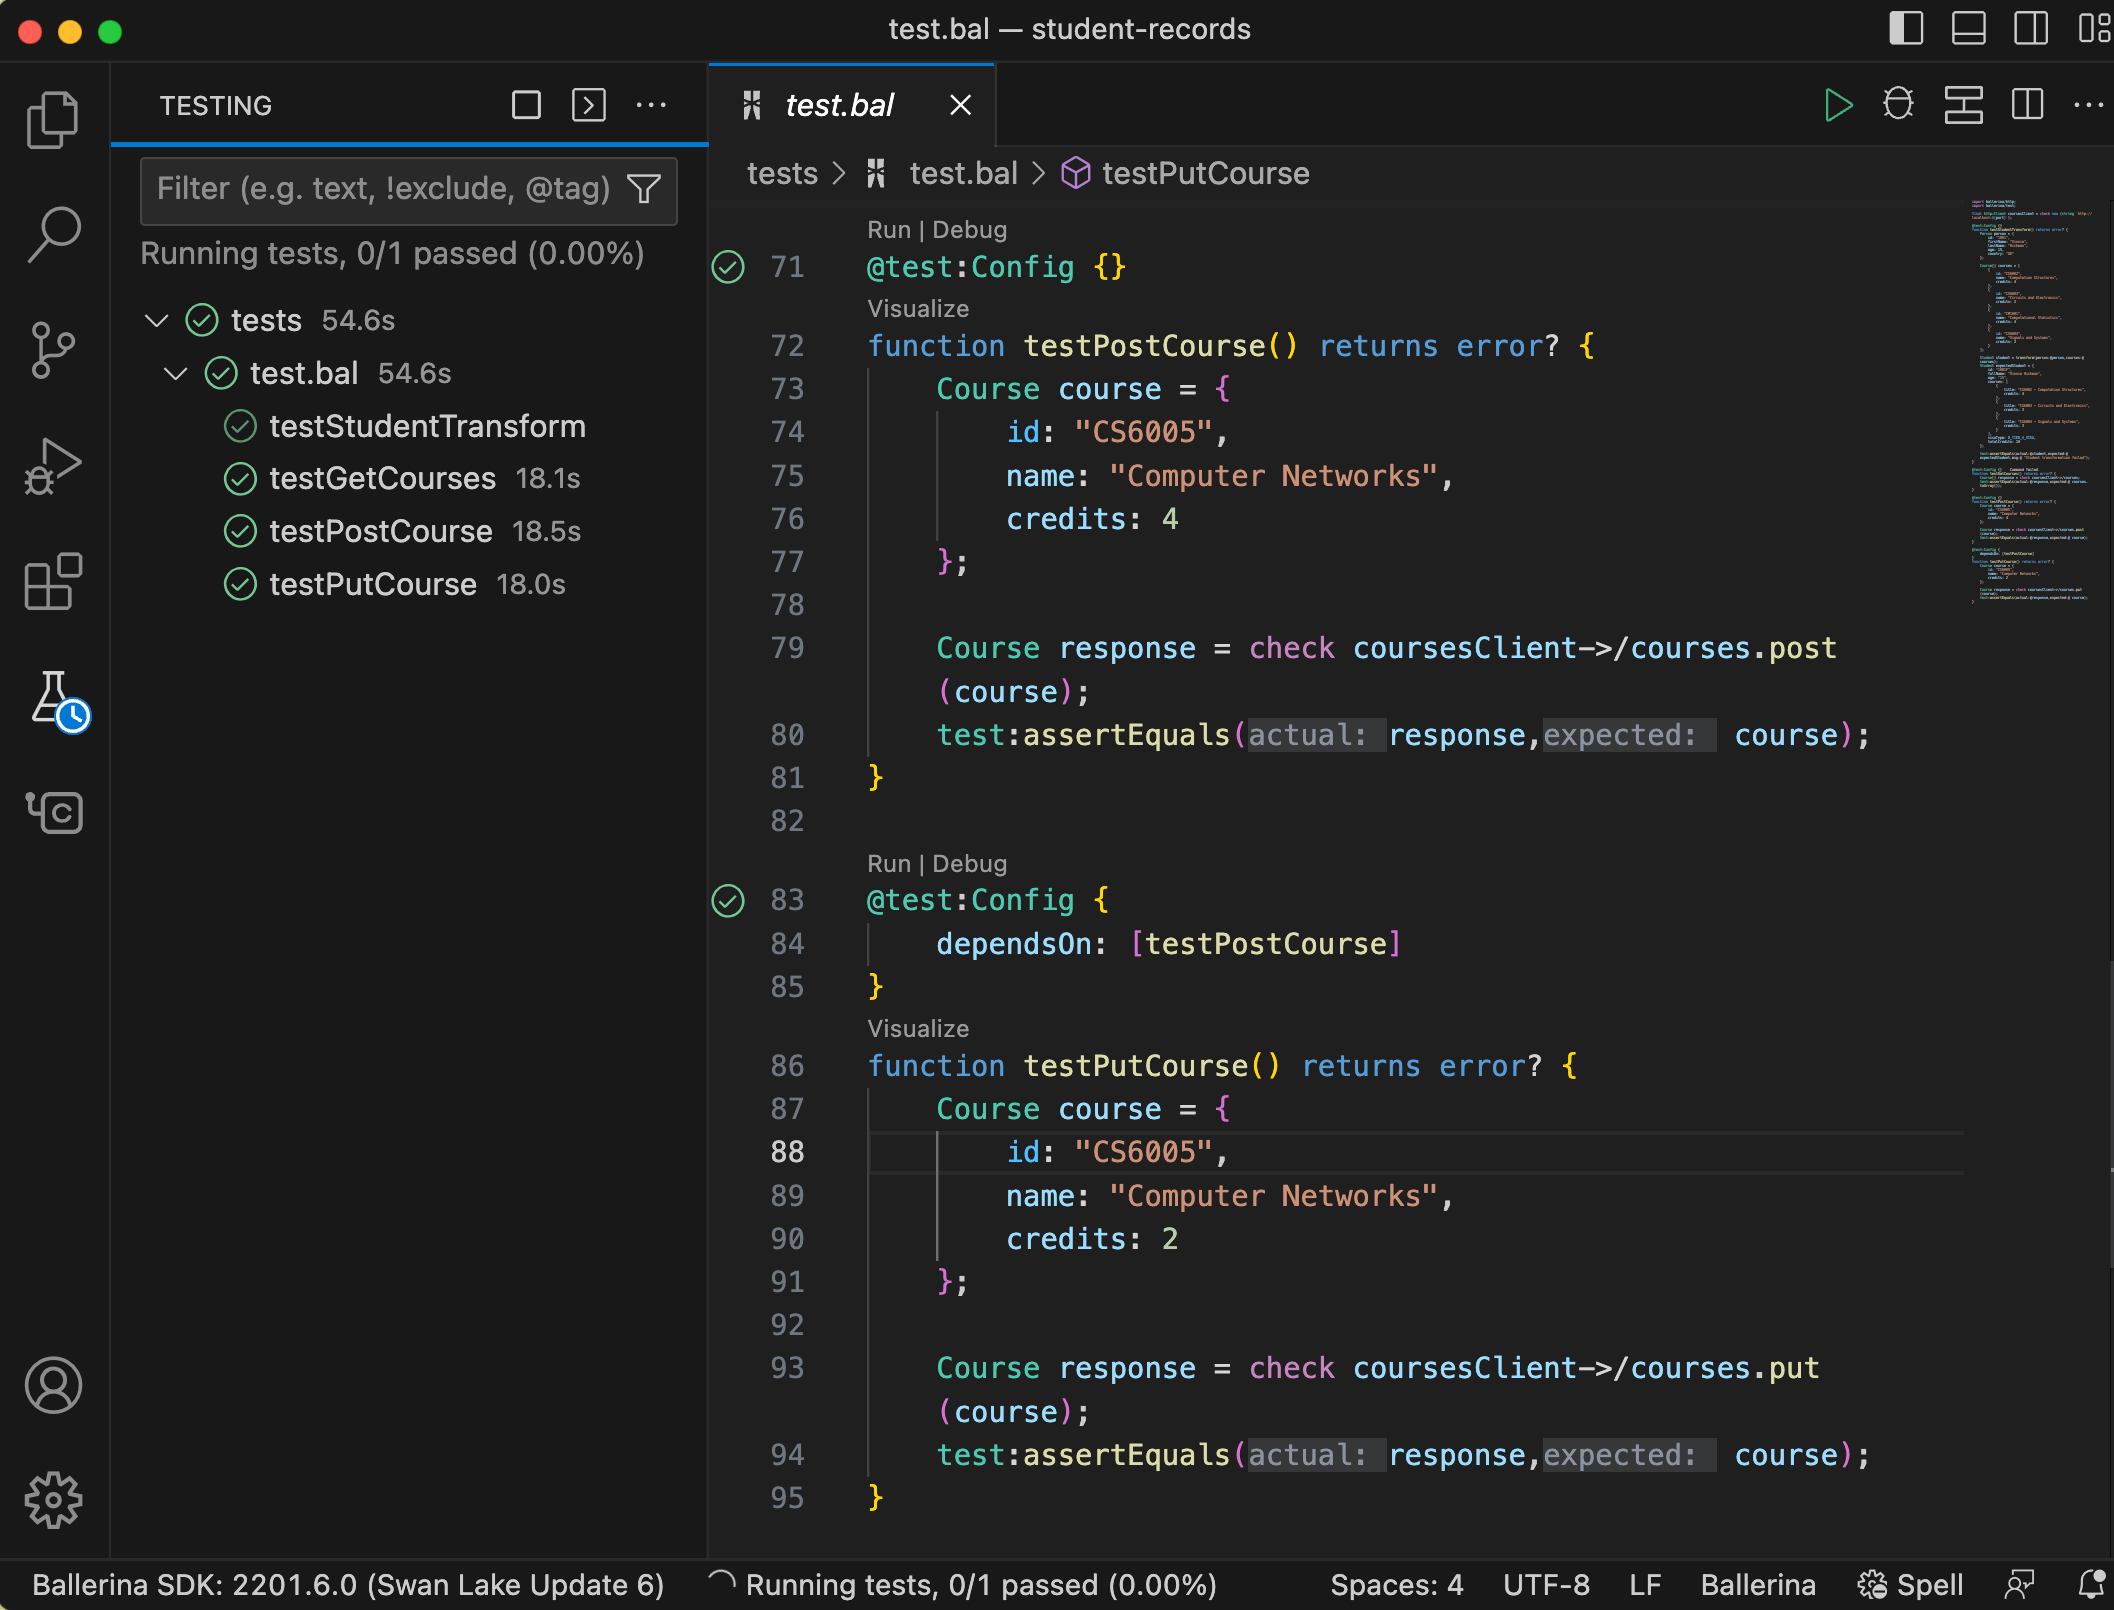 test.bal — student-records
TESTING
Filter (e.g. text, !exclude, @tag)
Running tests, 0/1 passed (0.00%)
tests 54.6s
test.bal 54.6s
testStudentTransform
testGetCourses 18.1s
testPostCourse 18.5s
testPutCourse 18.0s
test.bal
tests > test.bal > testPutCourse
Run | Debug
71 @test:Config {}
Visualize
72 function testPostCourse() returns error? {
73 Course course = {
74 id: "CS6005",
75 name: "Computer Networks",
76 credits: 4
77 };
78
79 Course response = check coursesClient->/courses.post
(course);
80 test:assertEquals(actual: response,expected: course);
81 }
82
Run | Debug
83 @test:Config {
84 dependsOn: [testPostCourse]
85 }
Visualize
86 function testPutCourse() returns error? {
87 Course course = {
88 id: "CS6005",
89 name: "Computer Networks",
90 credits: 2
91 };
92
93 Course response = check coursesClient->/courses.put
(course);
94 test:assertEquals(actual: response,expected: course);
95 }
Ballerina SDK: 2201.6.0 (Swan Lake Update 6) Running tests, 0/1 passed (0.00%) Spaces: 4 UTF-8 LF Ballerina Spell